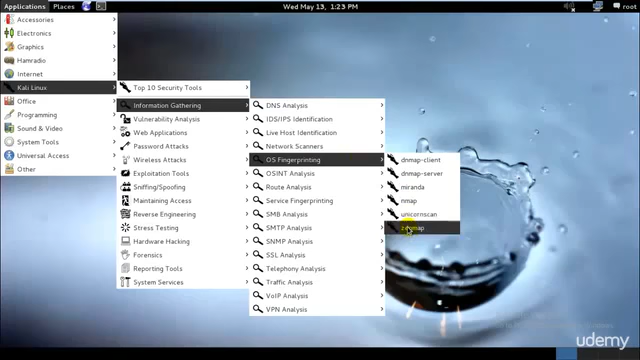 Applications Places Wed May 13, 1:23 PM root
Accessories
Electronics
Graphics
Hamradio
Internet
Kali Linux
Office
Programming
Sound & Video
System Tools
Universal Access
Other
Top 10 Security Tools
Information Gathering
Vulnerability Analysis
Web Applications
Password Attacks
Wireless Attacks
Exploitation Tools
Sniffing/Spoofing
Maintaining Access
Reverse Engineering
Stress Testing
Hardware Hacking
Forensics
Reporting Tools
System Services
DNS Analysis
IDS/IPS Identification
Live Host Identification
Network Scanners
OS Fingerprinting
OSINT Analysis
Route Analysis
Service Fingerprinting
SMB Analysis
SMTP Analysis
SNMP Analysis
SSL Analysis
Telephony Analysis
Traffic Analysis
VoIP Analysis
VPN Analysis
dnmap-client
dnmap-server
miranda
nmap
unicornscan
zenmap
udemy